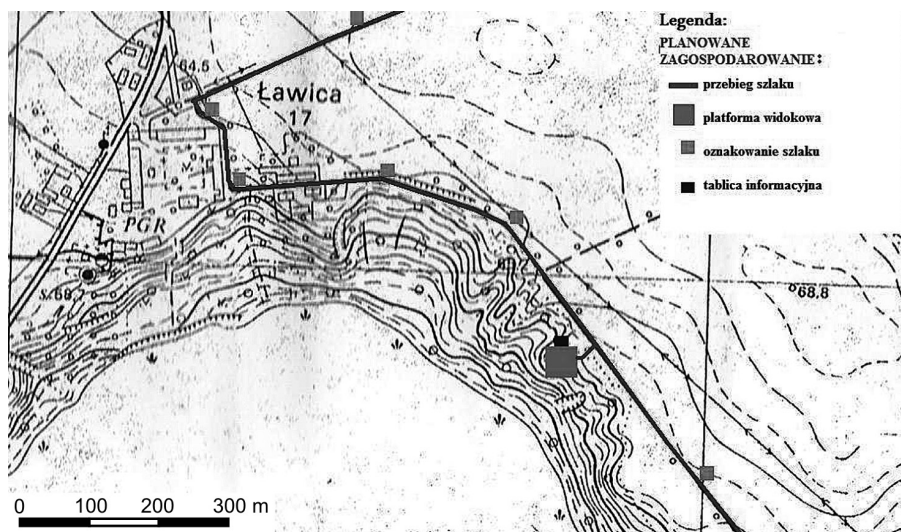 Legenda:
PLANOWANE
ZAGOSPODAROWANIE:
przebieg szlaku
platforma widokowa
oznakowanie szlaku
tablica informacyjna
64.5
Ławica
17
PGR
68,8
0 100 200 300 m